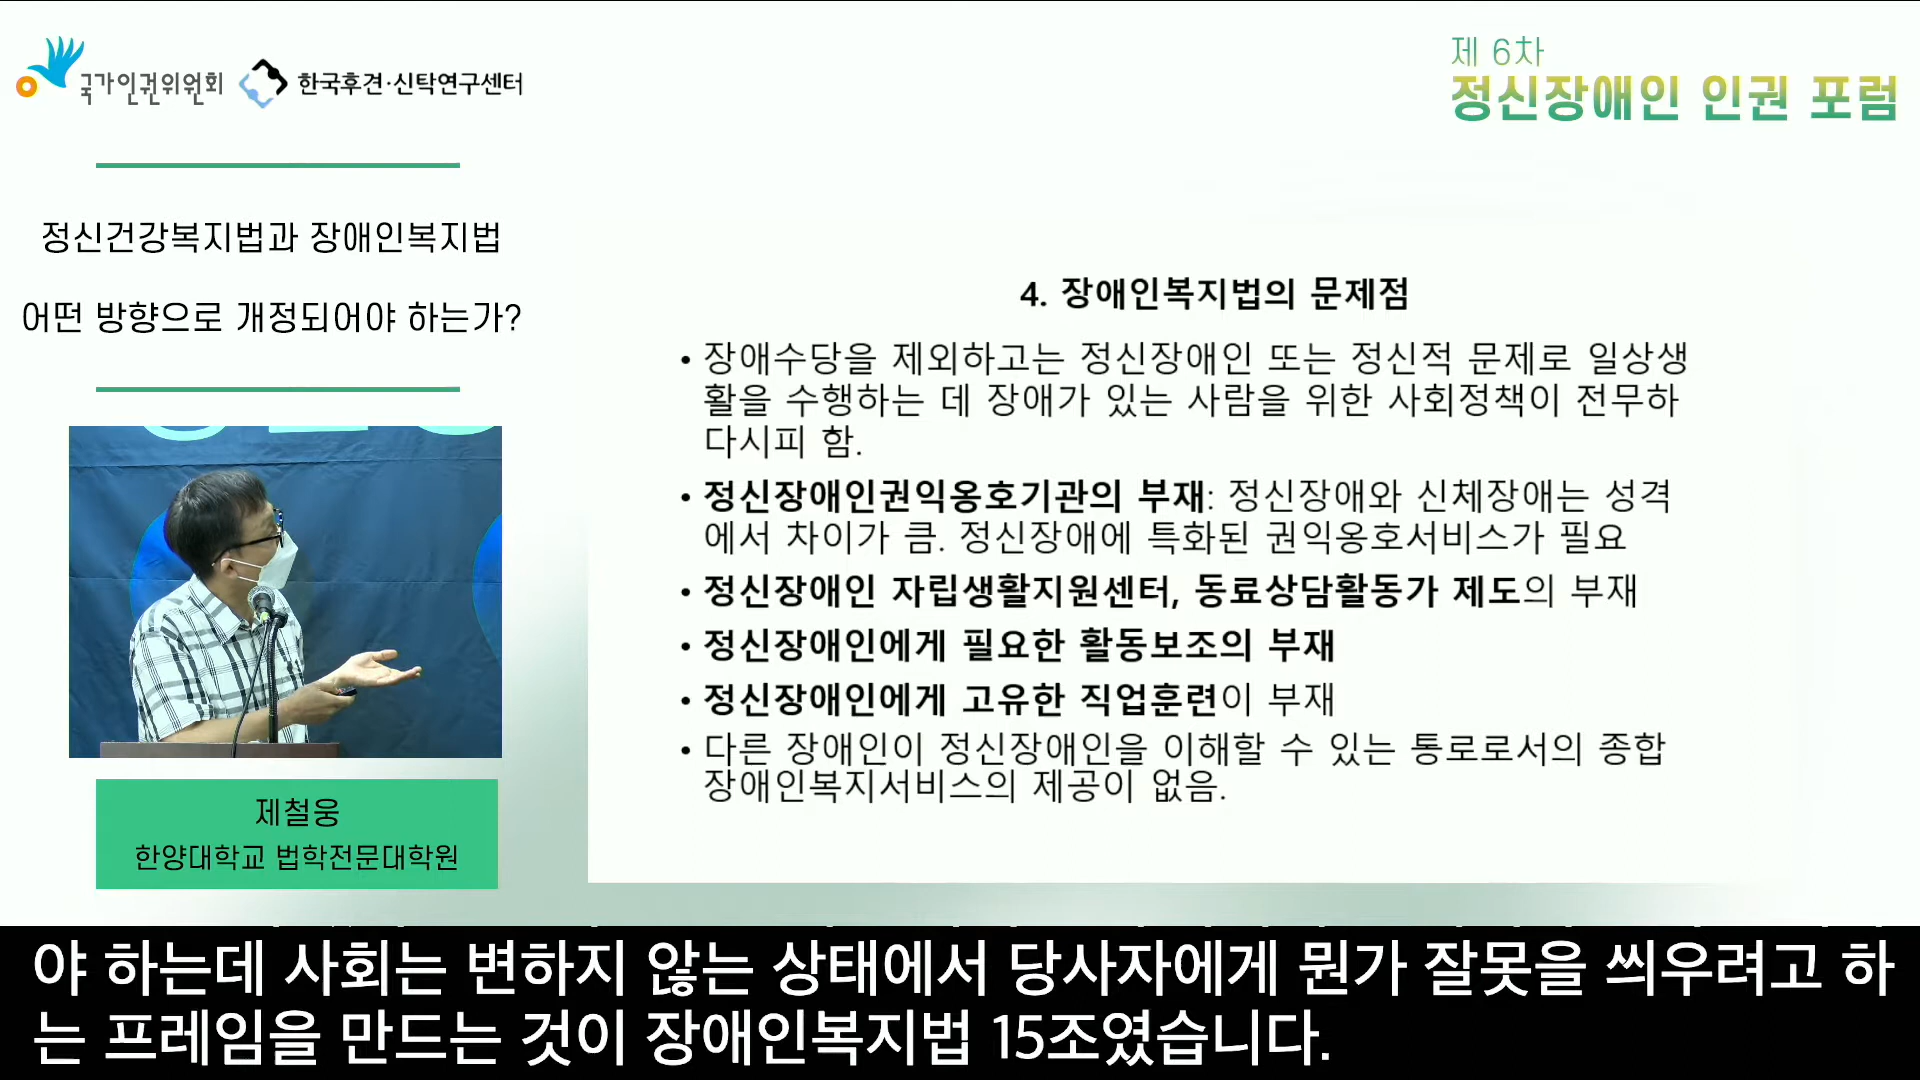 국가인권위원회
한국후견·신탁연구센터
제 6차
정신장애인 인권 포럼
정신건강복지법과 장애인복지법
어떤 방향으로 개정되어야 하는가?
4. 장애인복지법의 문제점
• 장애수당을 제외하고는 정신장애인 또는 정신적 문제로 일상생
활을 수행하는 데 장애가 있는 사람을 위한 사회정책이 전무하
다시피 함.
• 정신장애인권익옹호기관의 부재: 정신장애와 신체장애는 성격
에서 차이가 큼. 정신장애에 특화된 권익옹호서비스가 필요
• 정신장애인 자립생활지원센터, 동료상담활동가 제도의 부재
• 정신장애인에게 필요한 활동보조의 부재
• 정신장애인에게 고유한 직업훈련이 부재
• 다른 장애인이 정신장애인을 이해할 수 있는 통로로서의 종합
장애인복지서비스의 제공이 없음.
제철웅
한양대학교 법학전문대학원
야 하는데 사회는 변하지 않는 상태에서 당사자에게 뭔가 잘못을 씌우려고 하
는 프레임을 만드는 것이 장애인복지법 15조였습니다.